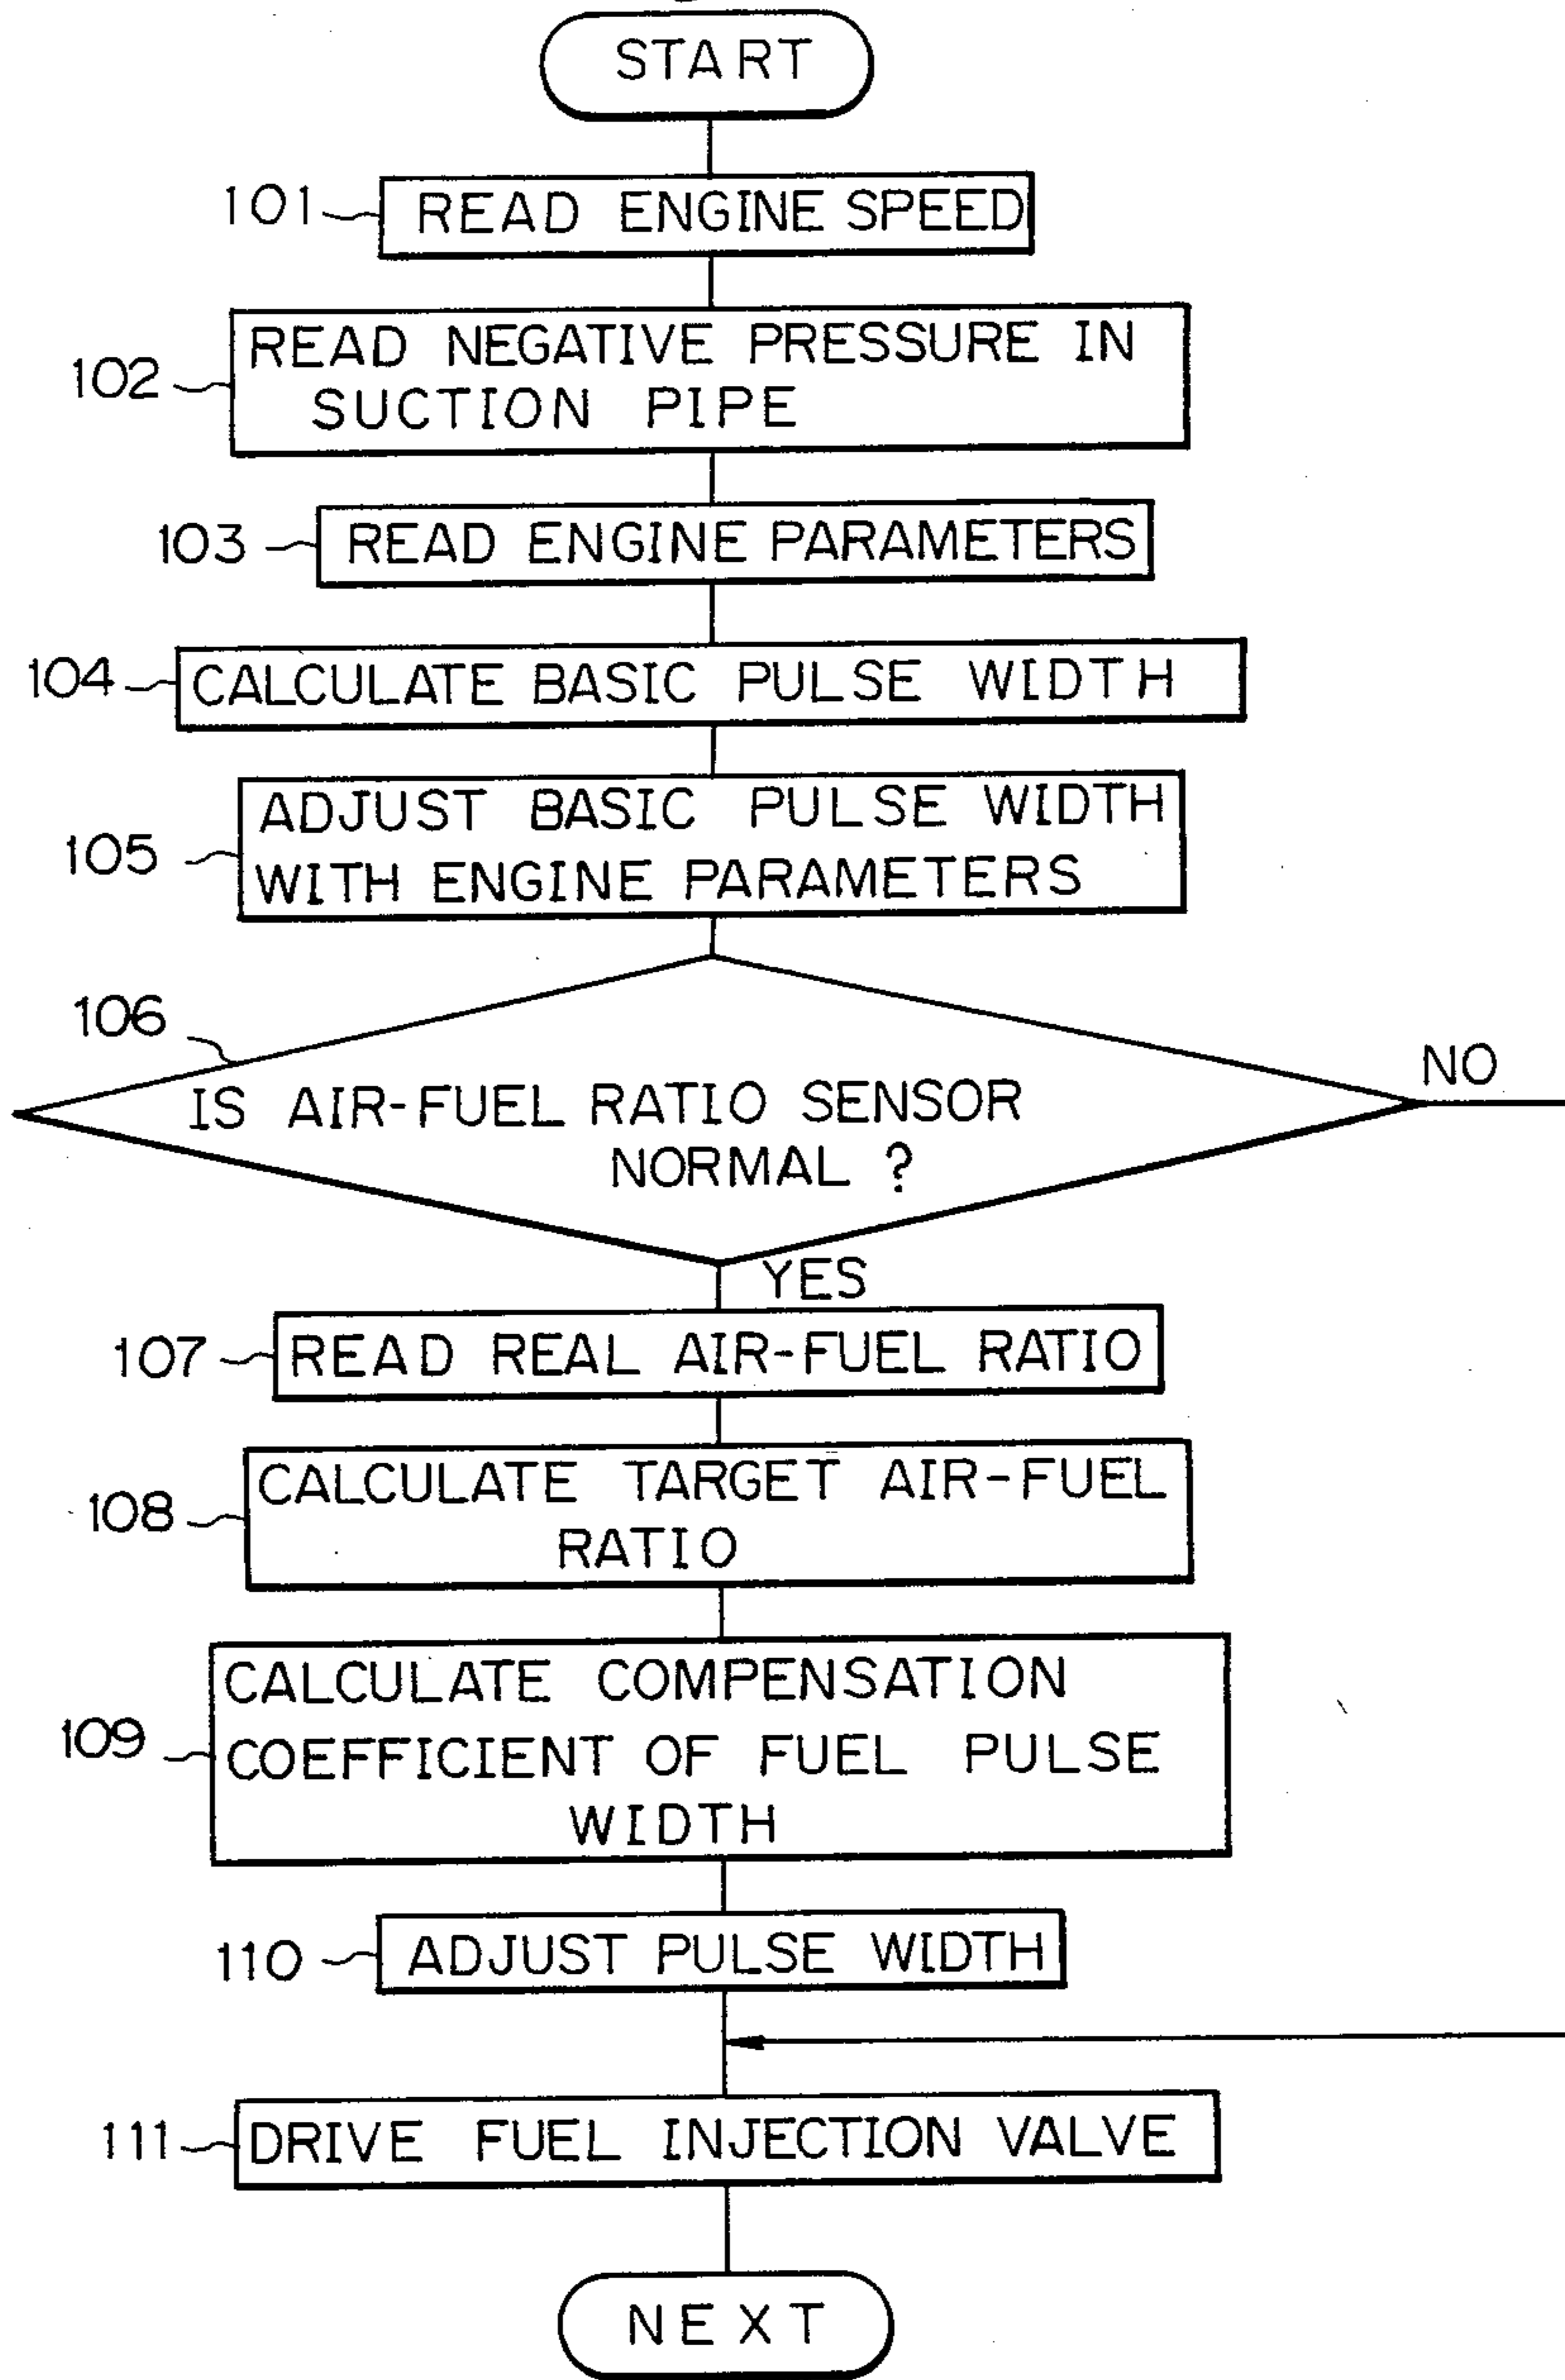 START
101
READ ENGINE SPEED
102
READ NEGATIVE PRESSURE IN
SUCTION PIPE
103
READ ENGINE PARAMETERS
104
CALCULATE BASIC PULSE WIDTH
105
ADJUST BASIC PULSE WIDTH
WITH ENGINE PARAMETERS
106
IS AIR-FUEL RATIO SENSOR
NORMAL ?
NO
YES
107
READ REAL AIR-FUEL RATIO
108
CALCULATE TARGET AIR-FUEL
RATIO
109
CALCULATE COMPENSATION
COEFFICIENT OF FUEL PULSE
WIDTH
110
ADJUST PULSE WIDTH
111
DRIVE FUEL INJECTION VALVE
NEXT